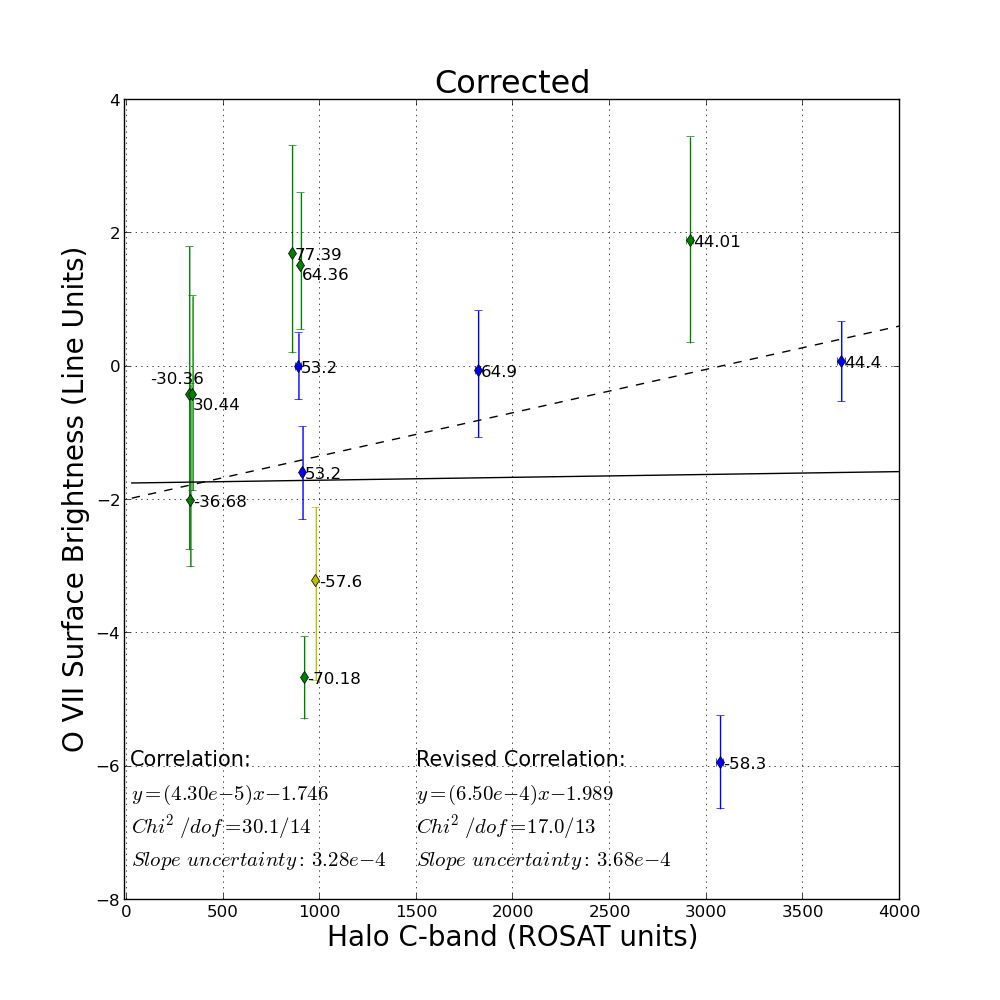 Corrected
O VII Surface Brightness (Line Units)
4
2
0
−2
−4
−6
−8
77.39
64.36
44.01
53.2
64.9
44.4
-30.36
30.44
53.2
-36.68
-57.6
-70.18
-58.3
Correlation:
y=(4.30e−5)x−1.746
Chi² /dof=30.1/14
Slope uncertainty: 3.28e−4
Revised Correlation:
y=(6.50e−4)x−1.989
Chi² /dof=17.0/13
Slope uncertainty: 3.68e−4
0 500 1000 1500 2000 2500 3000 3500 4000
Halo C-band (ROSAT units)